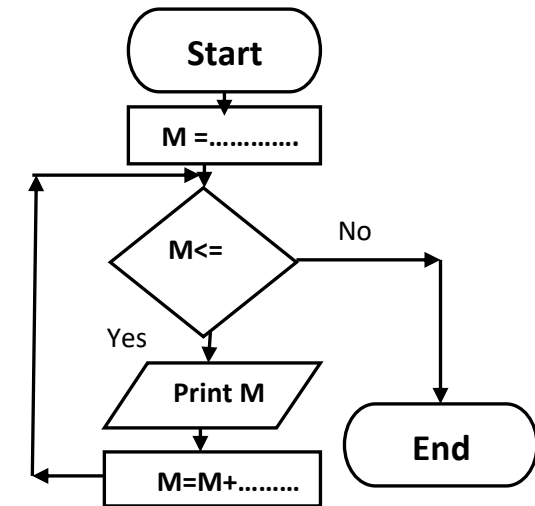 Start
M =………….
M<=
No
Yes
Print M
M=M+………
End